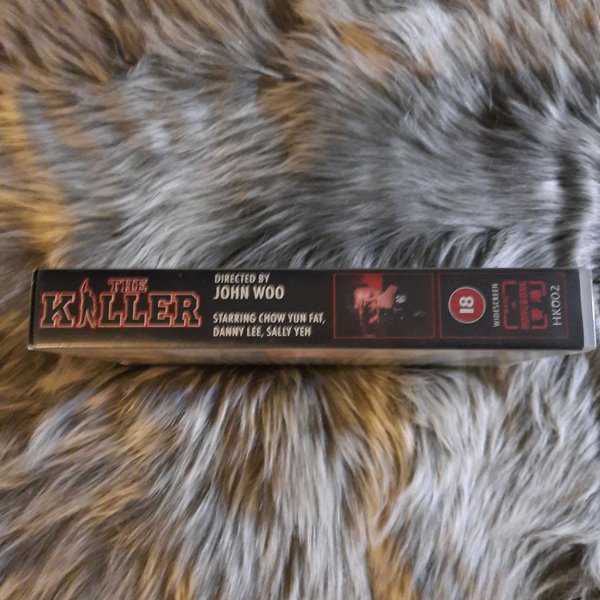 THE
KILLER
DIRECTED BY
JOHN WOO
STARRING CHOW YUN FAT,
DANNY LEE, SALLY YEH
18
WIDESCREEN
HK002